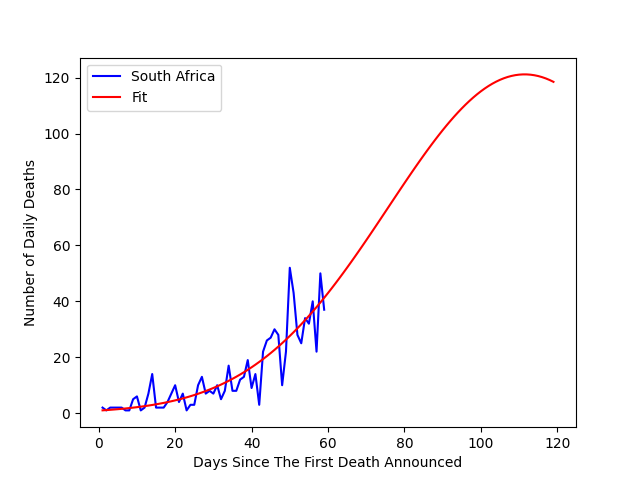 South Africa
Fit
Number of Daily Deaths
120
100
80
60
40
20
0
0 20 40 60 80 100 120
Days Since The First Death Announced